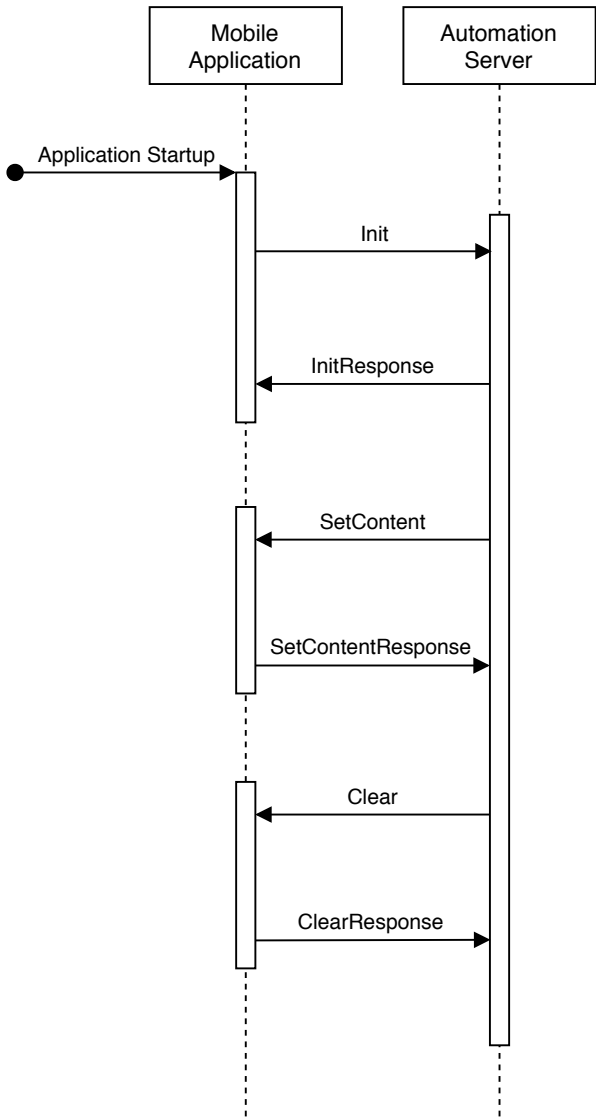 Mobile
Application
Automation
Server
Application Startup
Init
InitResponse
SetContent
SetContentResponse
Clear
ClearResponse